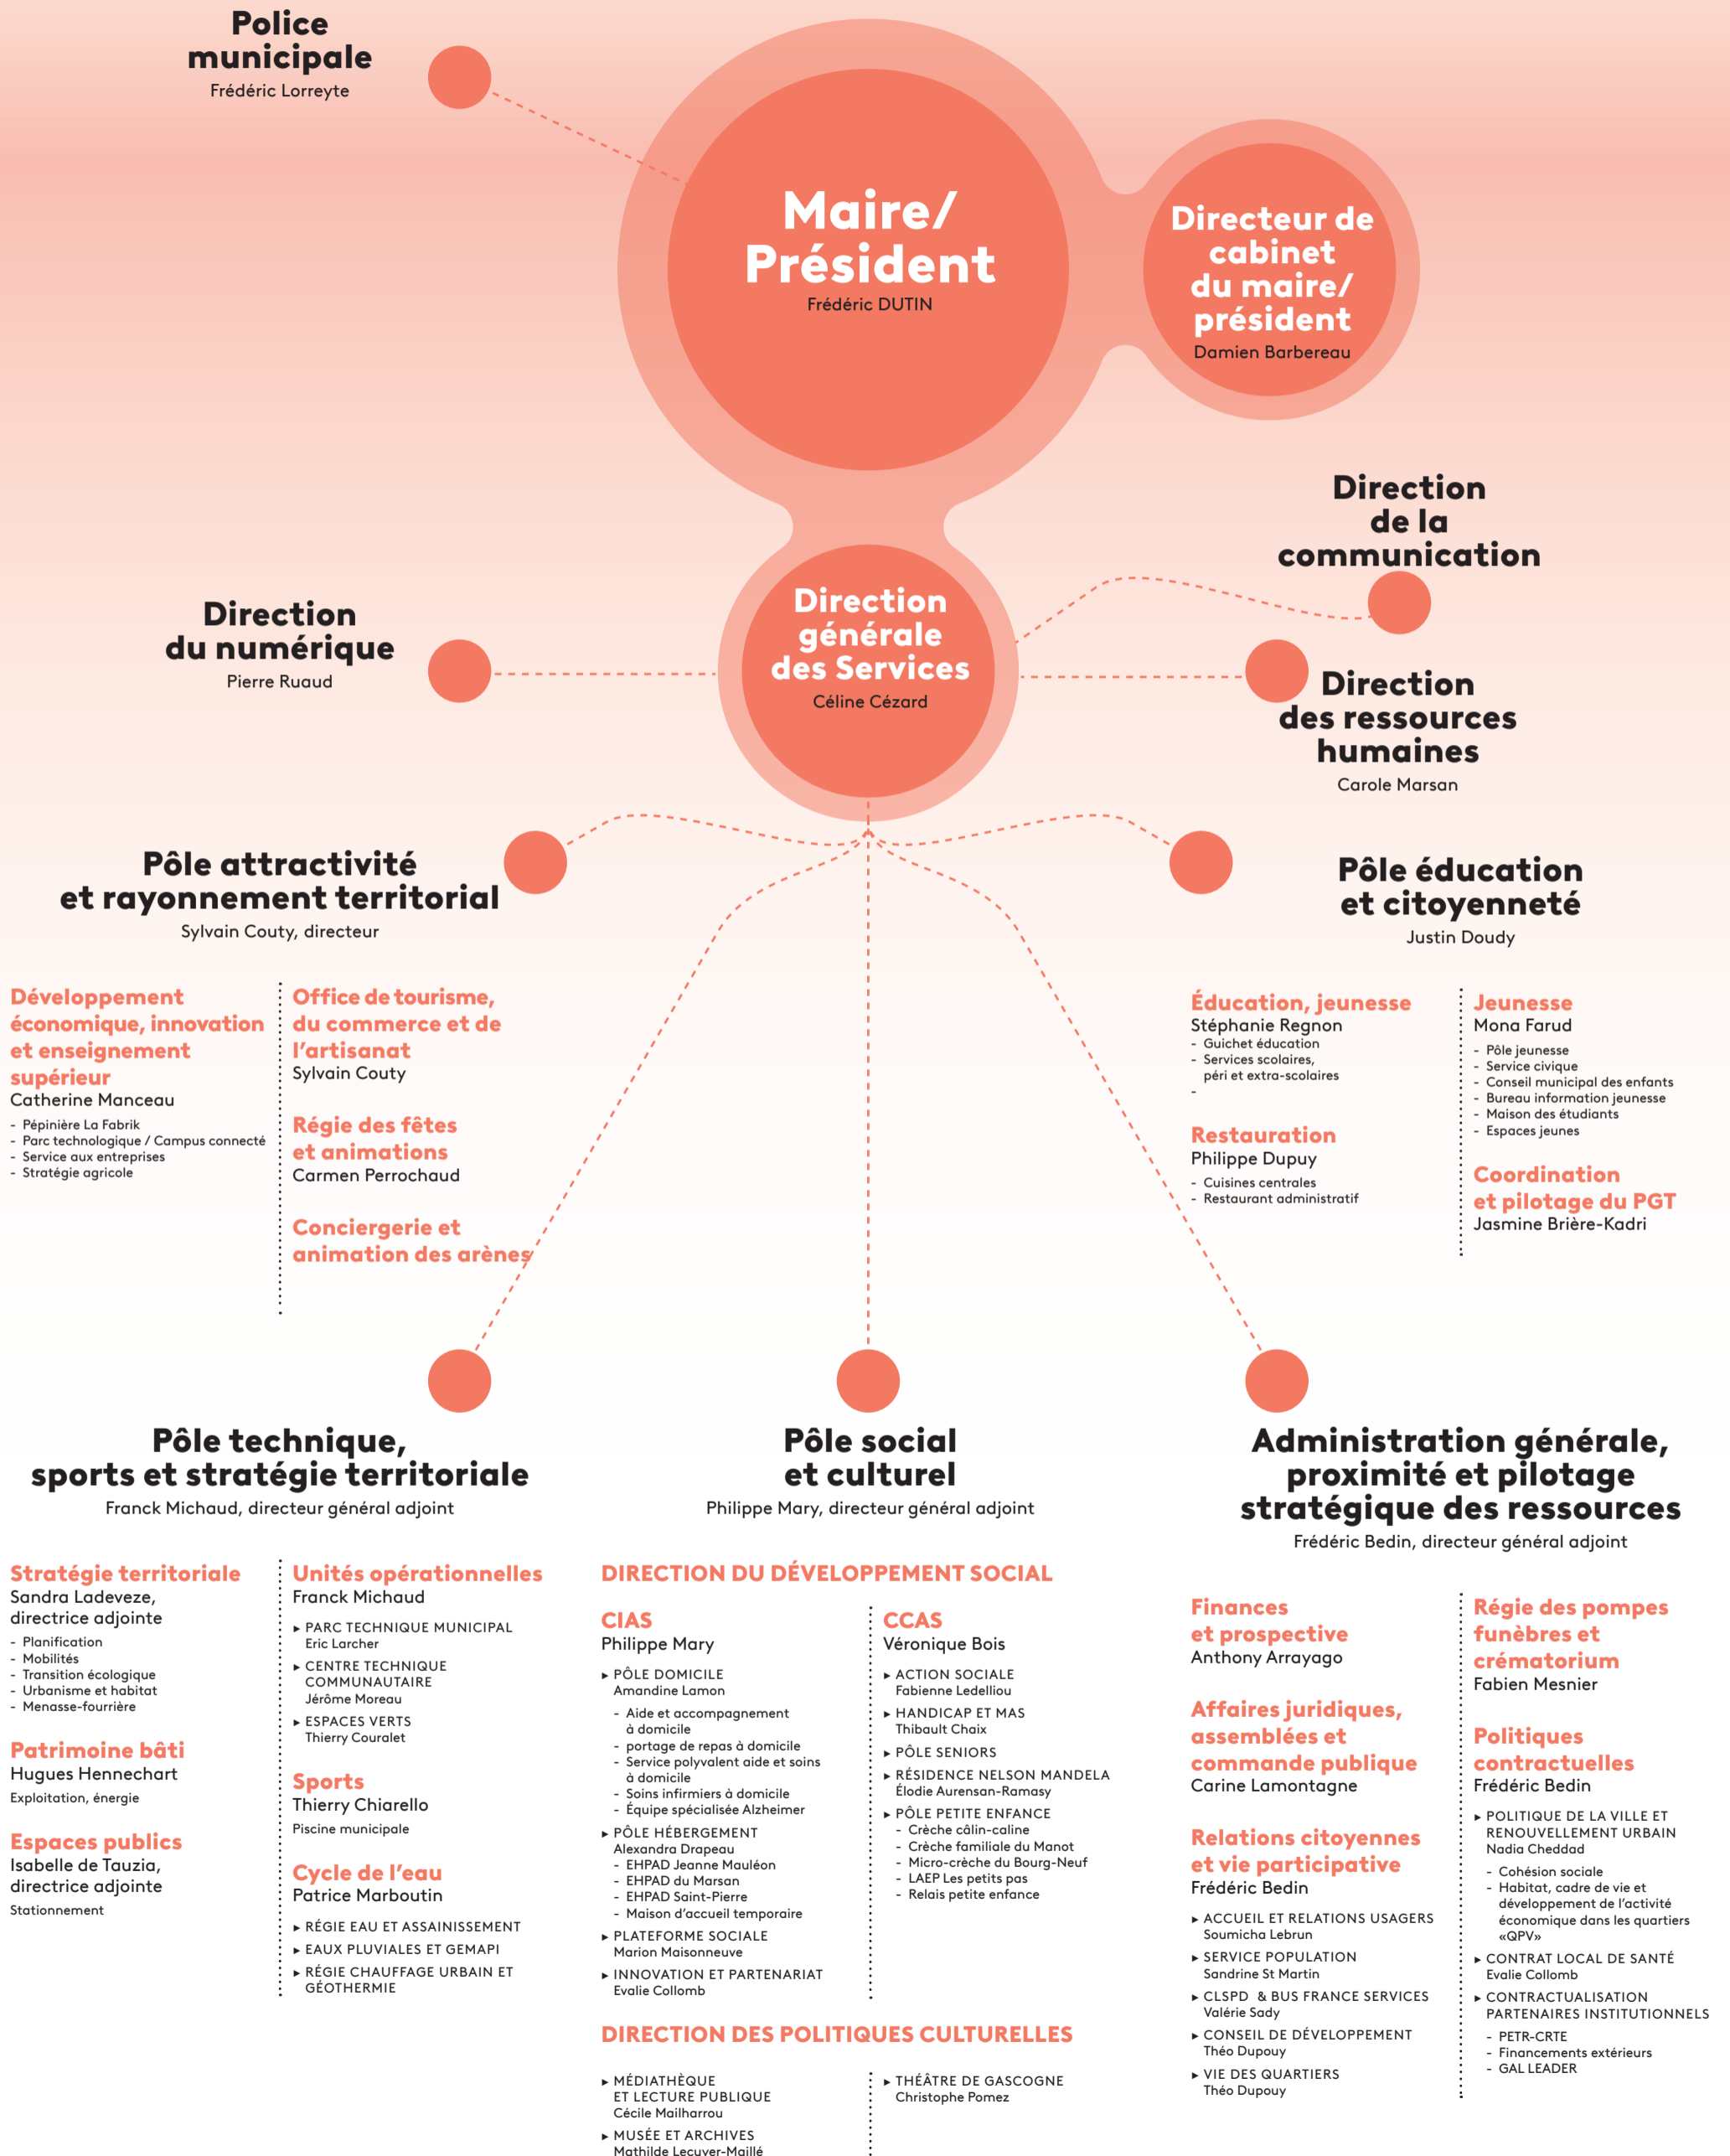 Police
municipale
Frédéric Lorreyte
Maire/
Président
Frédéric DUTIN
Directeur de
cabinet
du maire/
président
Damien Barbereau
Direction
de la
communication
Direction
du numérique
Pierre Ruaud
Direction
générale
des Services
Céline Cézard
Direction
des ressources
humaines
Carole Marsan
Pôle attractivité
et rayonnement territorial
Sylvain Couty, directeur
Développement
économique, innovation
et enseignement
supérieur
Catherine Manceau
- Pépinière La Fabrik
- Parc technologique / Campus connecté
- Service aux entreprises
- Stratégie agricole
Office de tourisme,
du commerce et de
l’artisanat
Sylvain Couty
Régie des fêtes
et animations
Carmen Perrochaud
Conciergerie et
animation des arènes
Pôle éducation
et citoyenneté
Justin Doudy
Éducation, jeunesse
Stéphanie Regnon
- Guichet éducation
- Services scolaires,
péri et extra-scolaires
-
Restauration
Philippe Dupuy
- Cuisines centrales
- Restaurant administratif
Jeunesse
Mona Farud
- Pôle jeunesse
- Service civique
- Conseil municipal des enfants
- Bureau information jeunesse
- Maison des étudiants
- Espaces jeunes
Coordination
et pilotage du PGT
Jasmine Brière-Kadri
Pôle technique,
sports et stratégie territoriale
Franck Michaud, directeur général adjoint
Stratégie territoriale
Sandra Ladeveze,
directrice adjointe
- Planification
- Mobilités
- Transition écologique
- Urbanisme et habitat
- Menasse-fourrière
Patrimoine bâti
Hugues Hennechart
Exploitation, énergie
Espaces publics
Isabelle de Tauzia,
directrice adjointe
Stationnement
Unités opérationnelles
Franck Michaud
▸ PARC TECHNIQUE MUNICIPAL
Eric Larcher
▸ CENTRE TECHNIQUE
COMMUNAUTAIRE
Jérôme Moreau
▸ ESPACES VERTS
Thierry Couralet
Sports
Thierry Chiarello
Piscine municipale
Cycle de l’eau
Patrice Marboutin
▸ RÉGIE EAU ET ASSAINISSEMENT
▸ EAUX PLUVIALES ET GEMAPI
▸ RÉGIE CHAUFFAGE URBAIN ET
GÉOTHERMIE
Pôle social
et culturel
Philippe Mary, directeur général adjoint
DIRECTION DU DÉVELOPPEMENT SOCIAL
CIAS
Philippe Mary
▸ PÔLE DOMICILE
Amandine Lamon
- Aide et accompagnement
à domicile
- portage de repas à domicile
- Service polyvalent aide et soins
à domicile
- Soins infirmiers à domicile
- Équipe spécialisée Alzheimer
▸ PÔLE HÉBERGEMENT
Alexandra Drapeau
- EHPAD Jeanne Mauléon
- EHPAD du Marsan
- EHPAD Saint-Pierre
- Maison d’accueil temporaire
▸ PLATEFORME SOCIALE
Marion Maisonneuve
▸ INNOVATION ET PARTENARIAT
Evalie Collomb
CCAS
Véronique Bois
▸ ACTION SOCIALE
Fabienne Ledelliou
▸ HANDICAP ET MAS
Thibault Chaix
▸ PÔLE SENIORS
▸ RÉSIDENCE NELSON MANDELA
Élodie Aurensan-Ramasy
▸ PÔLE PETITE ENFANCE
- Crèche câlin-caline
- Crèche familiale du Manot
- Micro-crèche du Bourg-Neuf
- LAEP Les petits pas
- Relais petite enfance
DIRECTION DES POLITIQUES CULTURELLES
▸ MÉDIATHÈQUE
ET LECTURE PUBLIQUE
Cécile Mailharrou
▸ MUSÉE ET ARCHIVES
Mathilde Lecuyer-Maillé
▸ THÉÂTRE DE GASCOGNE
Christophe Pomez
Administration générale,
proximité et pilotage
stratégique des ressources
Frédéric Bedin, directeur général adjoint
Finances
et prospective
Anthony Arrayago
Affaires juridiques,
assemblées et
commande publique
Carine Lamontagne
Relations citoyennes
et vie participative
Frédéric Bedin
▸ ACCUEIL ET RELATIONS USAGERS
Soumicha Lebrun
▸ SERVICE POPULATION
Sandrine St Martin
▸ CLSPD & BUS FRANCE SERVICES
Valérie Sady
▸ CONSEIL DE DÉVELOPPEMENT
Théo Dupouy
▸ VIE DES QUARTIERS
Théo Dupouy
Régie des pompes
funèbres et
crématorium
Fabien Mesnier
Politiques
contractuelles
Frédéric Bedin
▸ POLITIQUE DE LA VILLE ET
RENOUVELLEMENT URBAIN
Nadia Cheddad
- Cohésion sociale
- Habitat, cadre de vie et
développement de l’activité
économique dans les quartiers
«QPV»
▸ CONTRAT LOCAL DE SANTÉ
Evalie Collomb
▸ CONTRACTUALISATION
PARTENAIRES INSTITUTIONNELS
- PETR-CRTE
- Financements extérieurs
- GAL LEADER